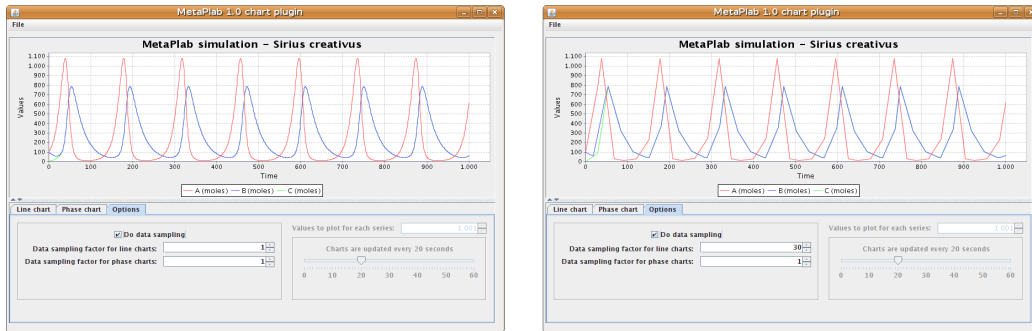 MetaPlab 1.0 chart plugin
File
MetaPlab simulation - Sirius creativus
Values
1.100
1.000
900
800
700
600
500
400
300
200
100
0
0 100 200 300 400 500 600 700 800 900 1.000
Time
A (moles) B (moles) C (moles)
Line chart Phase chart Options
Do data sampling
Data sampling factor for line charts: 1
Data sampling factor for phase charts: 1
Values to plot for each series: 1.001
Charts are updated every 20 seconds
0 10 20 30 40 50 60
MetaPlab 1.0 chart plugin
File
MetaPlab simulation - Sirius creativus
Values
1.100
1.000
900
800
700
600
500
400
300
200
100
0
0 100 200 300 400 500 600 700 800 900 1.000
Time
A (moles) B (moles) C (moles)
Line chart Phase chart Options
Do data sampling
Data sampling factor for line charts: 30
Data sampling factor for phase charts: 1
Values to plot for each series: 1.001
Charts are updated every 20 seconds
0 10 20 30 40 50 60